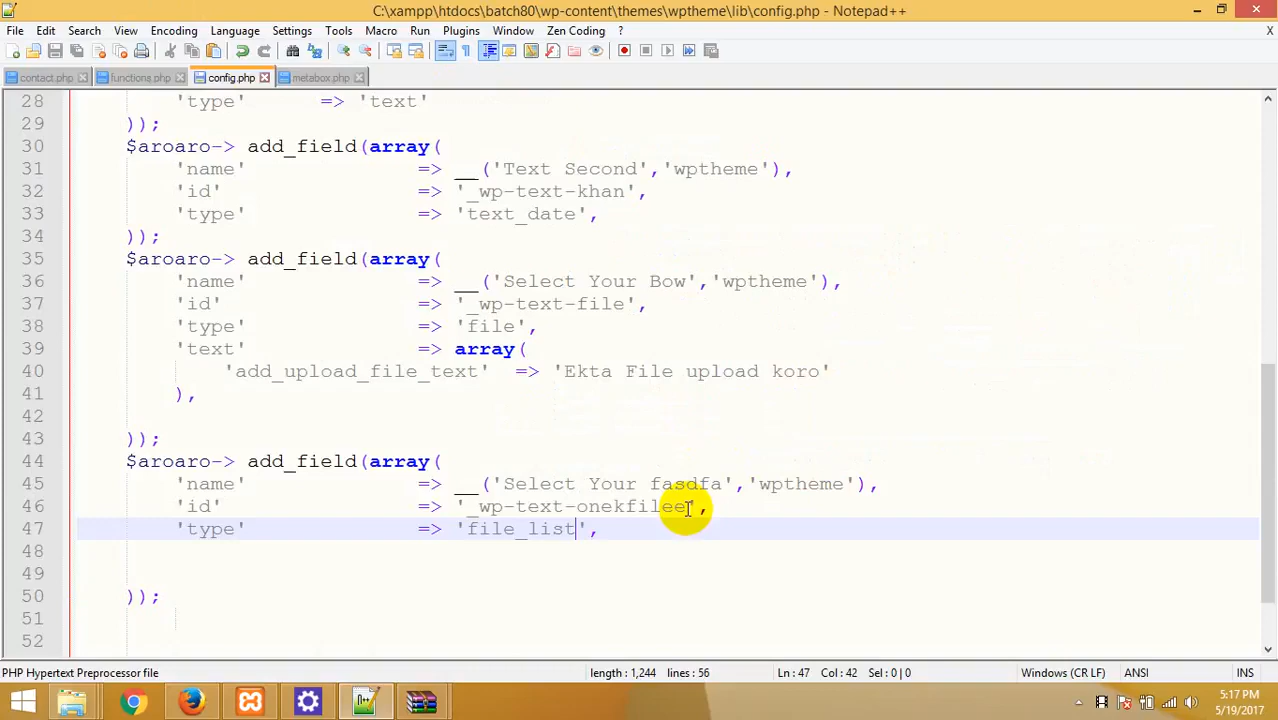 C:\xampp\htdocs\batch80\wp-content\themes\wptheme\lib\config.php - Notepad++
File Edit Search View Encoding Language Settings Tools Macro Run Plugins Window Zen Coding ? X
contact.php functions.php config.php metabox.php
28 'type' => 'text'
29 ));
30 $aroaro-> add_field(array(
31 'name' => __('Text Second','wptheme'),
32 'id' => '_wp-text-khan',
33 'type' => 'text_date',
34 ));
35 $aroaro-> add_field(array(
36 'name' => __('Select Your Bow','wptheme'),
37 'id' => '_wp-text-file',
38 'type' => 'file',
39 'text' => array(
40 'add_upload_file_text' => 'Ekta File upload koro'
41 ),
42
43 ));
44 $aroaro-> add_field(array(
45 'name' => __('Select Your fasdfa','wptheme'),
46 'id' => '_wp-text-onekfilee',
47 'type' => 'file_list',
48
49
50 ));
51
52
PHP Hypertext Preprocessor file length : 1,244 lines : 56 Ln : 47 Col : 42 Sel : 0 | 0 Windows (CR LF) ANSI INS
5:17 PM
5/19/2017